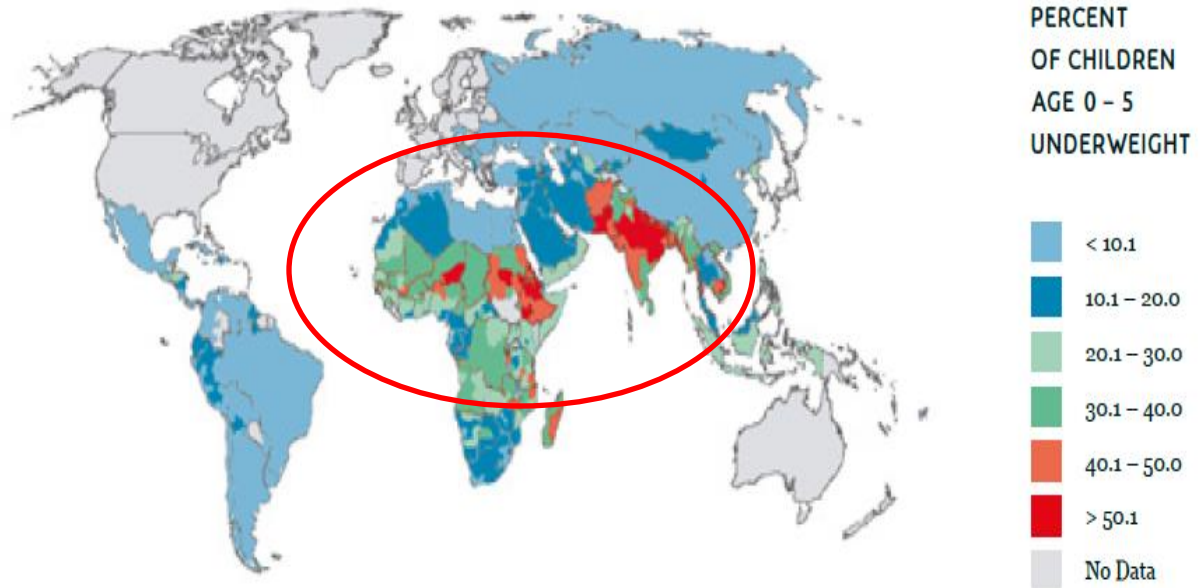 PERCENT
OF CHILDREN
AGE 0 – 5
UNDERWEIGHT
< 10.1
10.1 – 20.0
20.1 – 30.0
30.1 – 40.0
40.1 – 50.0
> 50.1
No Data